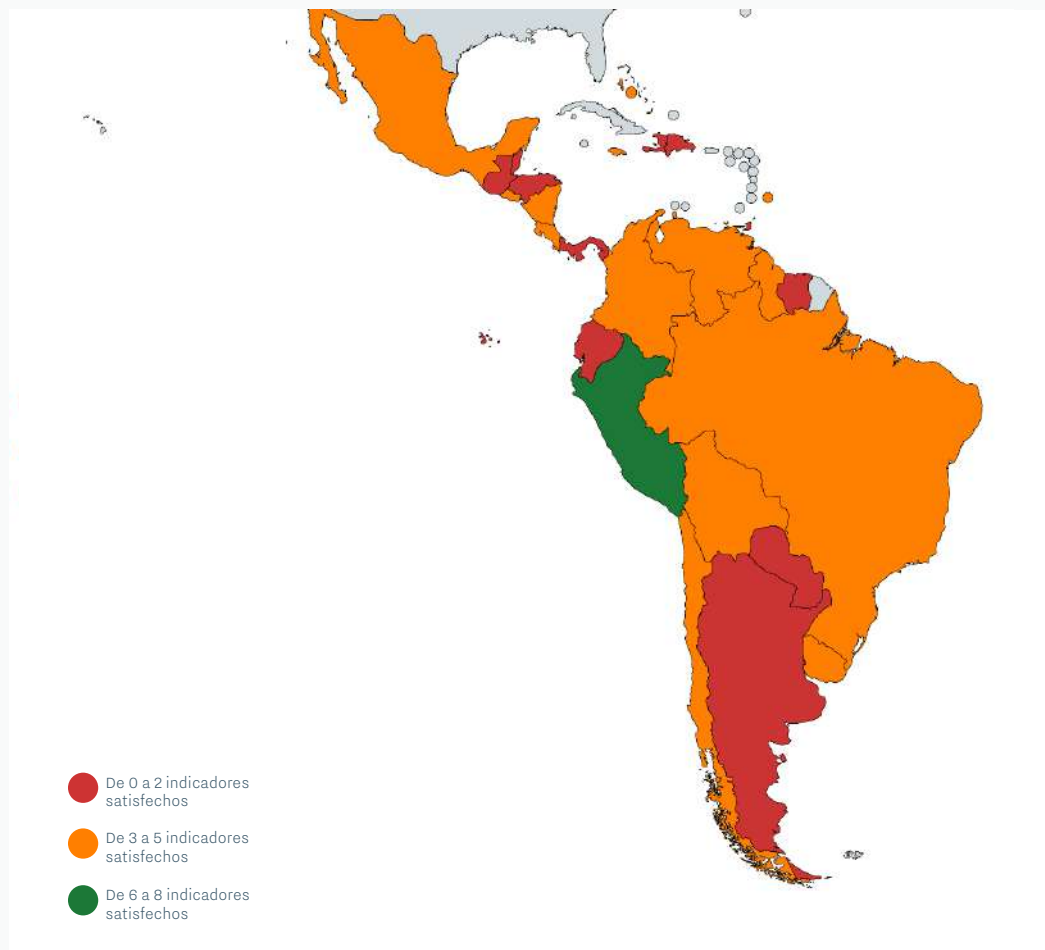 De 0 a 2 indicadores
satisfechos
De 3 a 5 indicadores
satisfechos
De 6 a 8 indicadores
satisfechos